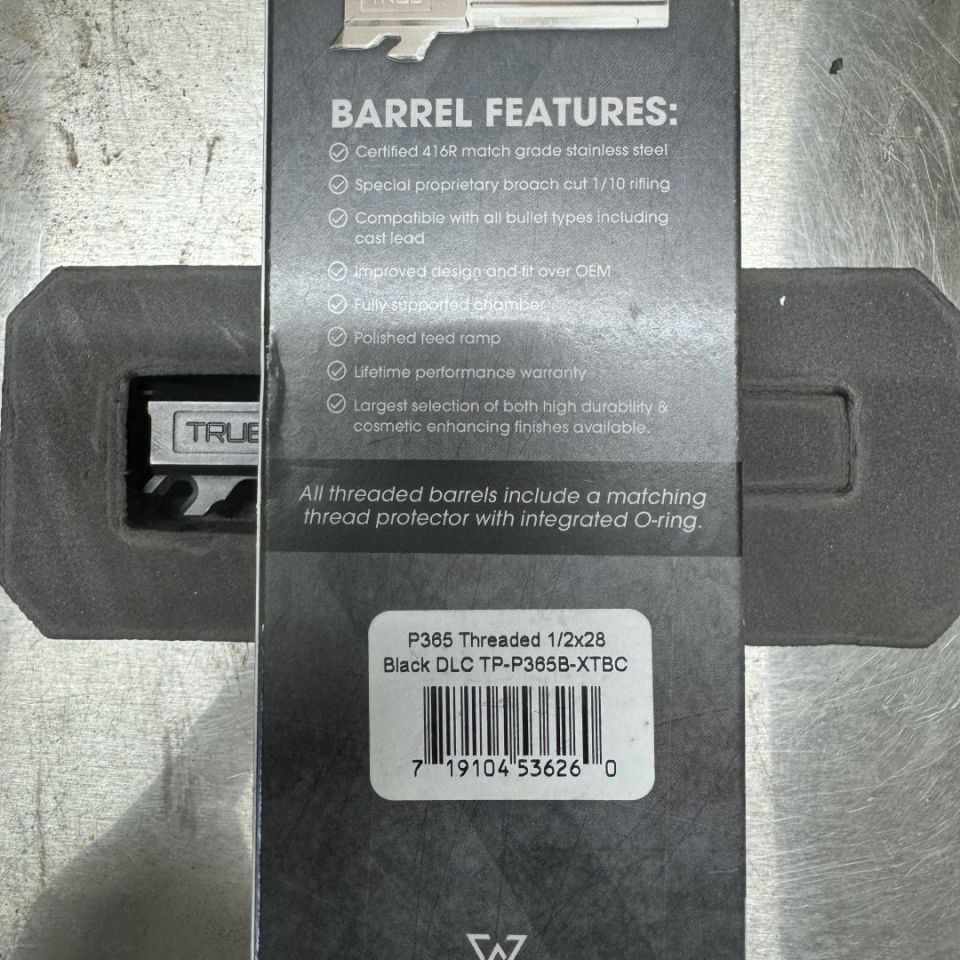 BARREL FEATURES:
Certified 416R match grade stainless steel
Special proprietary broach cut 1/10 rifling
Compatible with all bullet types including
cast lead
Improved design and fit over OEM
Fully supported chamber
Polished feed ramp
Lifetime performance warranty
Largest selection of both high durability &
cosmetic enhancing finishes available.
TRUE
All threaded barrels include a matching
thread protector with integrated O-ring.
P365 Threaded 1/2x28
Black DLC TP-P365B-XTBC
7 19104 53626 0